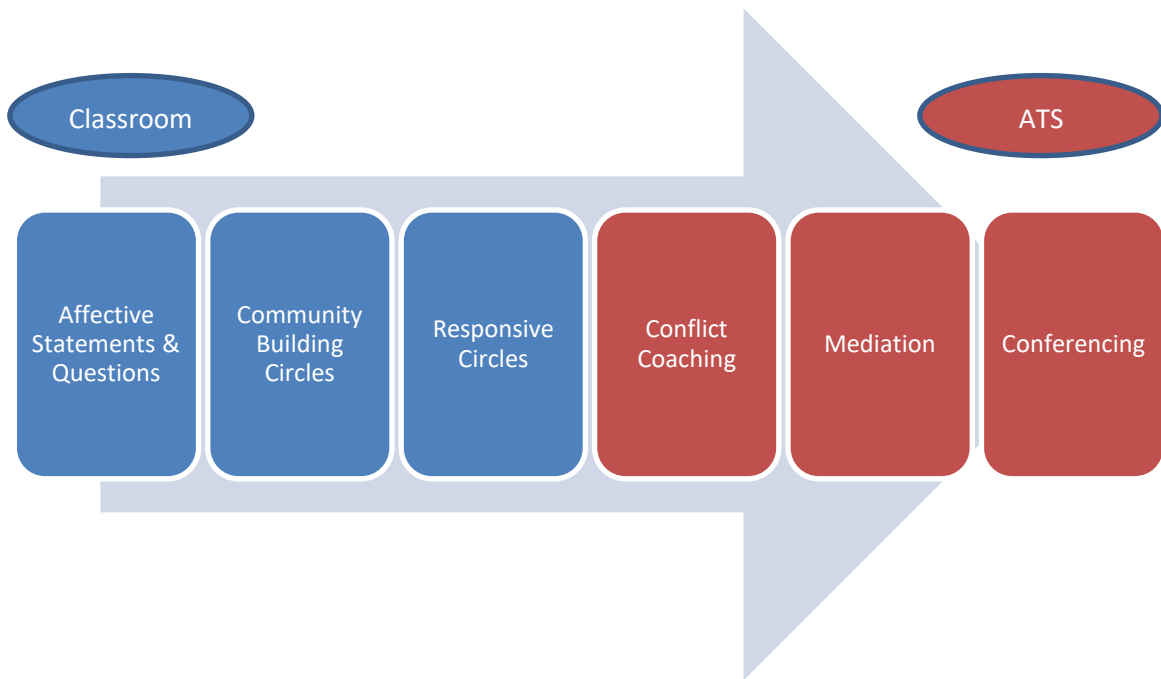 Classroom
ATS
Affective
Statements &
Questions
Community
Building
Circles
Responsive
Circles
Conflict
Coaching
Mediation
Conferencing